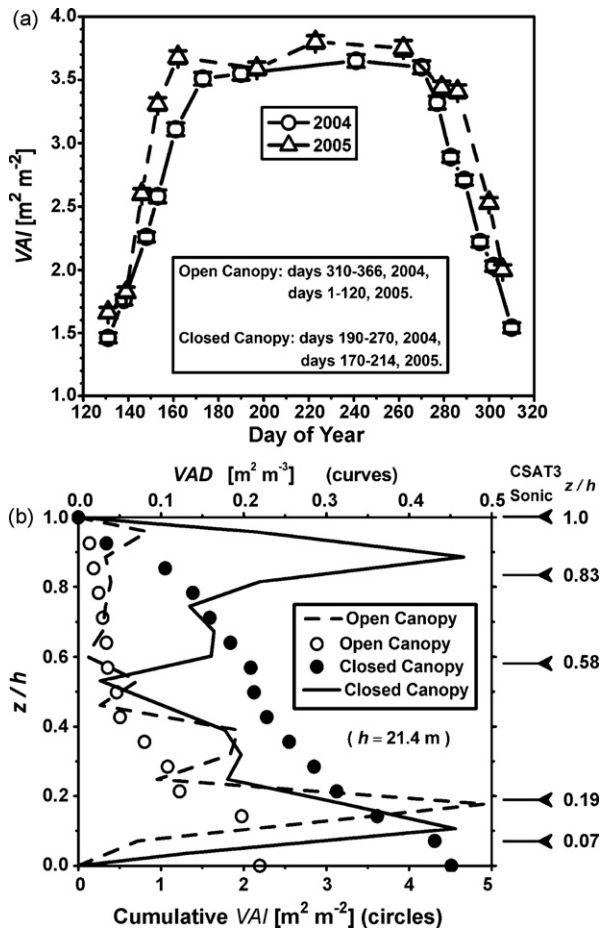 (a)
4.0
3.5
3.0
2.5
2.0
1.5
1.0
VAI [m² m⁻²]
2004
2005
Open Canopy: days 310-366, 2004,
days 1-120, 2005.
Closed Canopy: days 190-270, 2004,
days 170-214, 2005.
120 140 160 180 200 220 240 260 280 300 320
Day of Year
VAD [m² m⁻³] (curves)
CSAT3
Sonic z/h
0.0 0.1 0.2 0.3 0.4 0.5
(b)
1.0
0.8
0.6
0.4
0.2
0.0
z/h
Open Canopy
Open Canopy
Closed Canopy
Closed Canopy
( h = 21.4 m )
1.0
0.83
0.58
0.19
0.07
0 1 2 3 4 5
Cumulative VAI [m² m⁻²] (circles)